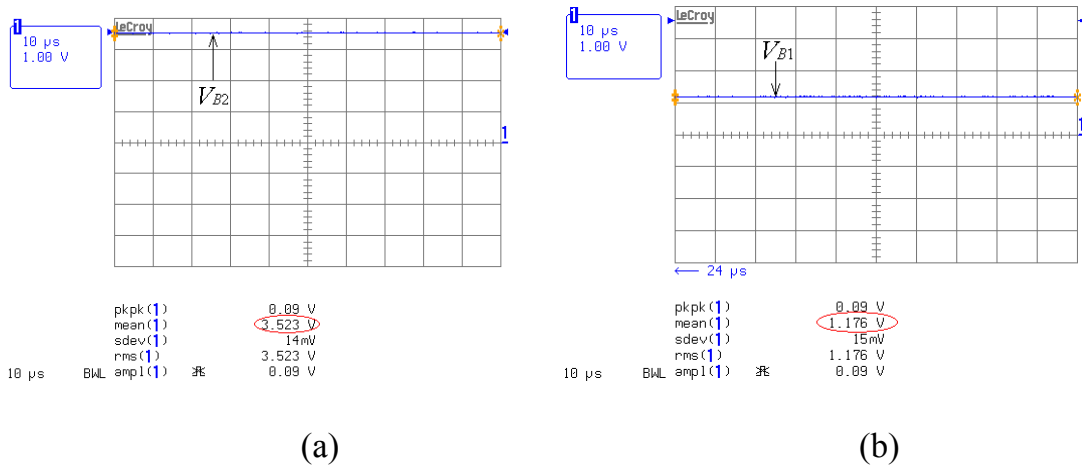 1
10 µs
1.00 V
LeCroy
V_B2
1
pkpk(1) 0.09 V
mean(1) 3.523 V
sdev(1) 14mV
rms(1) 3.523 V
10 µs BWL ampl(1) 0.09 V
(a)
1
10 µs
1.00 V
LeCroy
V_B1
1
← 24 µs
pkpk(1) 0.09 V
mean(1) 1.176 V
sdev(1) 15mV
rms(1) 1.176 V
10 µs BWL ampl(1) 0.09 V
(b)